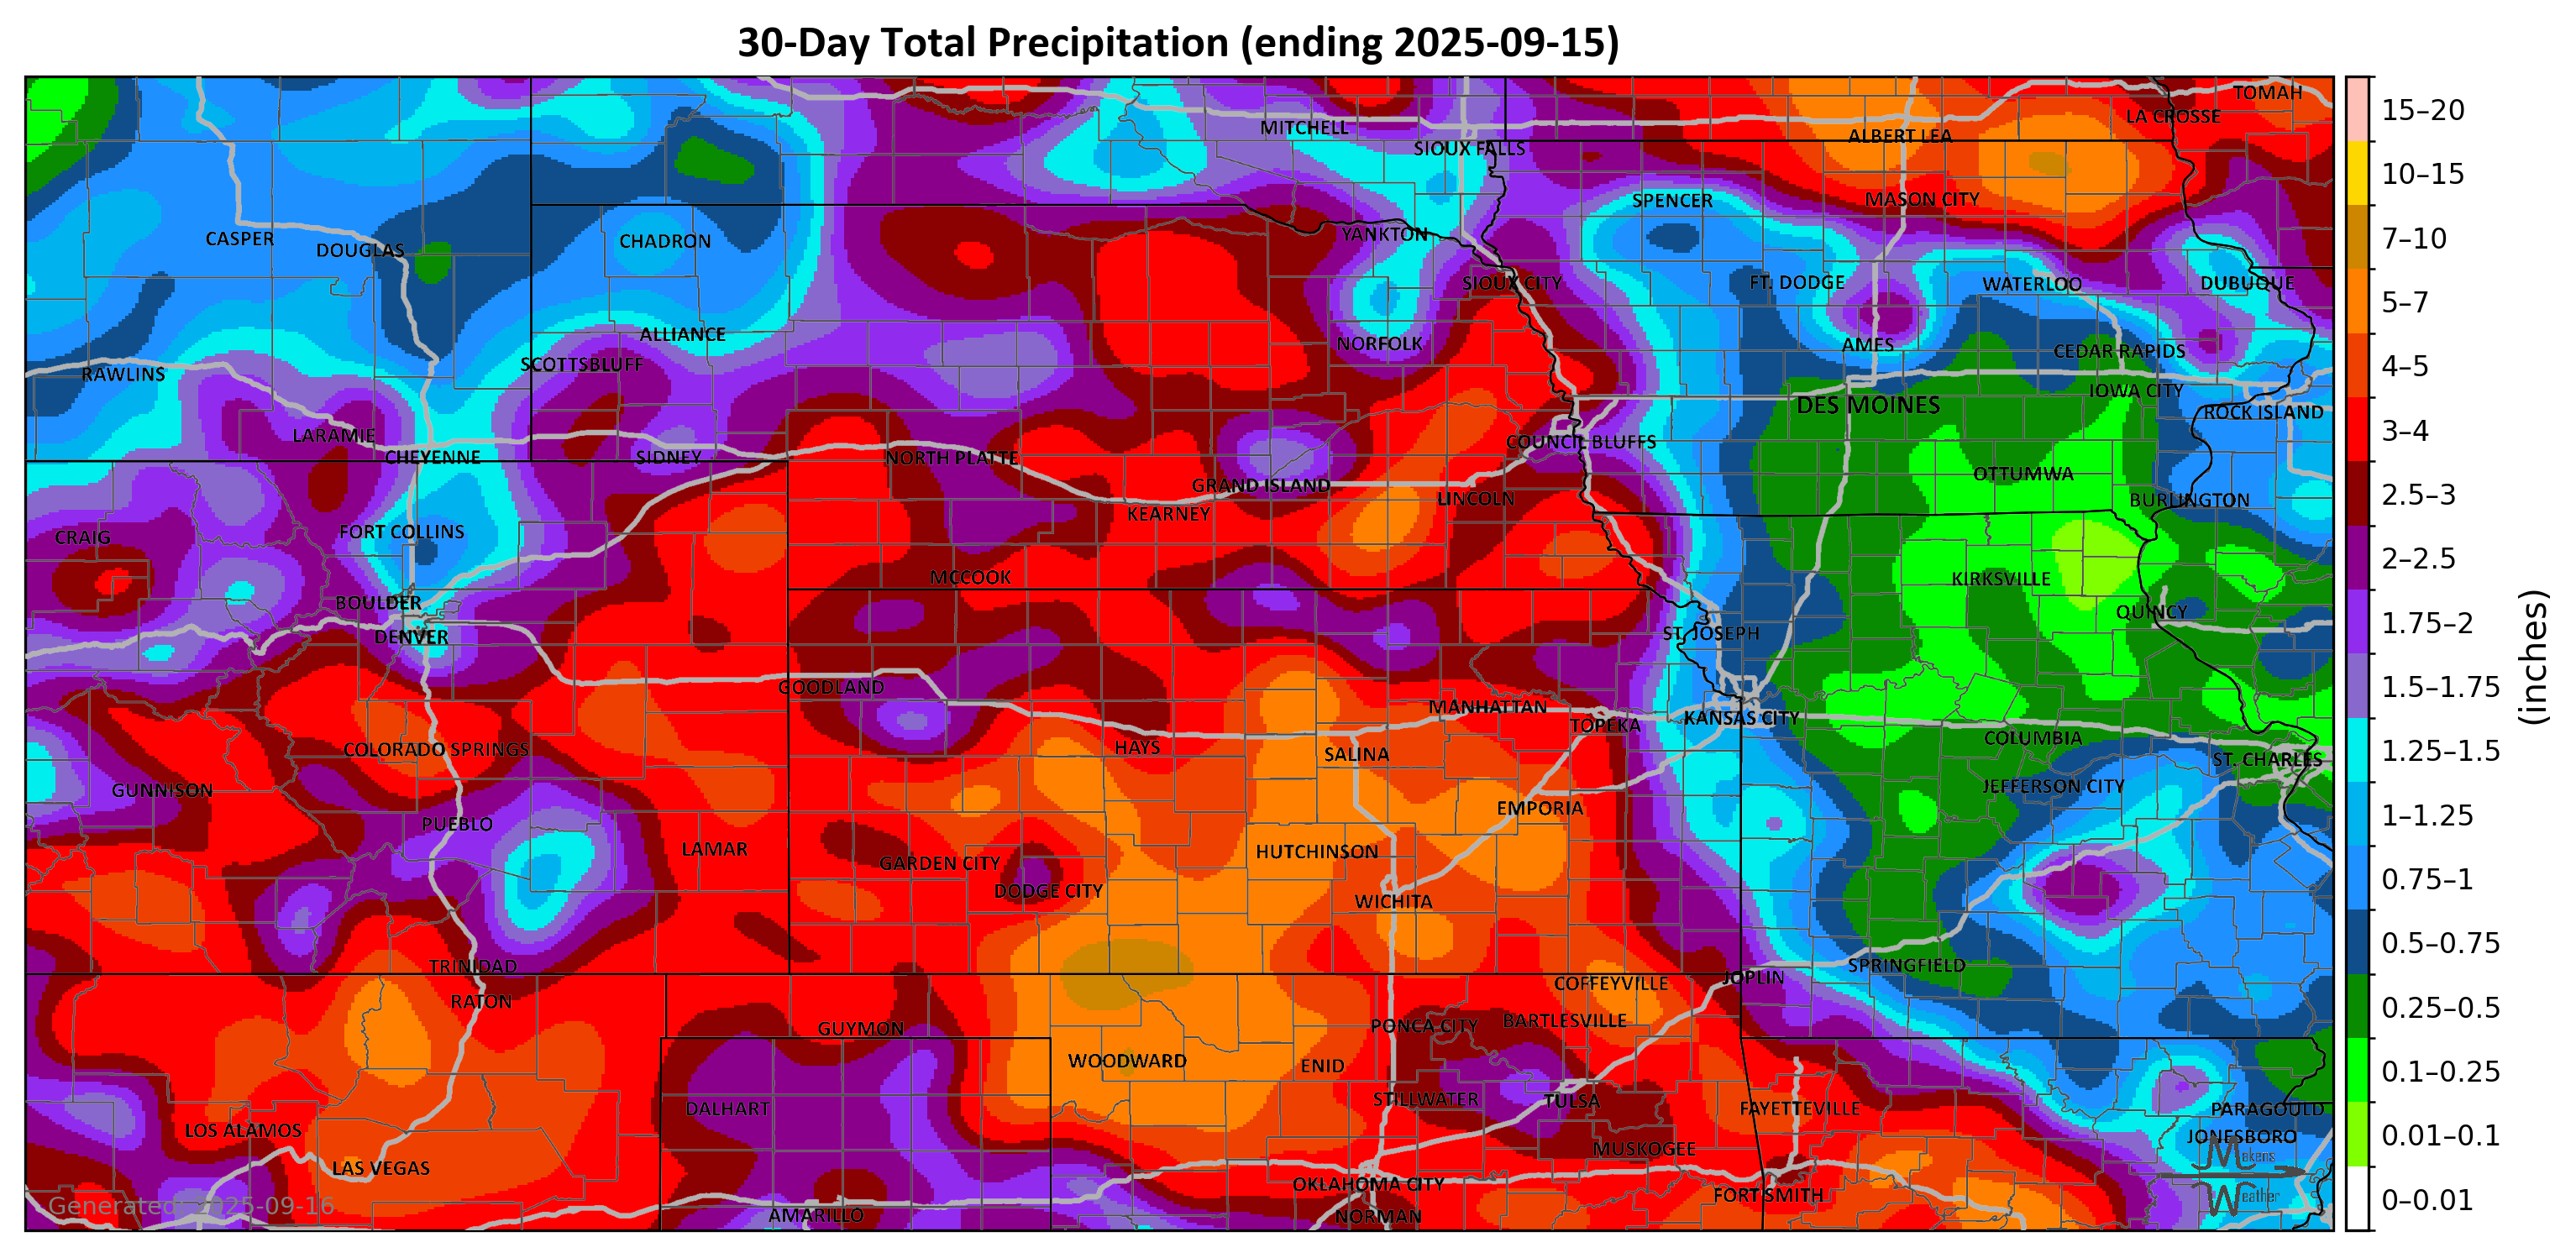 30-Day Total Precipitation (ending 2025-09-15)
TOMAH
LA CROSSE
MITCHELL
ALBERT LEA
SIOUX FALLS
SPENCER
MASON CITY
YANKTON
CASPER
DOUGLAS
CHADRON
SIOUX CITY
FT. DODGE
WATERLOO
DUBUQUE
ALLIANCE
NORFOLK
AMES
CEDAR RAPIDS
SCOTTSBLUFF
RAWLINS
IOWA CITY
DES MOINES
ROCK ISLAND
LARAMIE
COUNCIL BLUFFS
CHEYENNE
SIDNEY
NORTH PLATTE
OTTUMWA
GRAND ISLAND
LINCOLN
BURLINGTON
KEARNEY
FORT COLLINS
CRAIG
MCCOOK
KIRKSVILLE
BOULDER
QUINCY
DENVER
ST. JOSEPH
GOODLAND
MANHATTAN
TOPEKA
KANSAS CITY
COLUMBIA
COLORADO SPRINGS
HAYS
SALINA
ST. CHARLES
GUNNISON
JEFFERSON CITY
EMPORIA
PUEBLO
LAMAR
GARDEN CITY
HUTCHINSON
DODGE CITY
WICHITA
TRINIDAD
SPRINGFIELD
JOPLIN
COFFEYVILLE
RATON
GUYMON
PONCA CITY
BARTLESVILLE
WOODWARD
ENID
DALHART
STILLWATER
TULSA
FAYETTEVILLE
PARAGOULD
LOS ALAMOS
JONESBORO
MUSKOGEE
LAS VEGAS
OKLAHOMA CITY
FORT SMITH
AMARILLO
NORMAN
Generated: 2025-09-16
Makens
Weather
15–20
10–15
7–10
5–7
4–5
3–4
2.5–3
2–2.5
1.75–2
1.5–1.75
1.25–1.5
1–1.25
0.75–1
0.5–0.75
0.25–0.5
0.1–0.25
0.01–0.1
0–0.01
(inches)